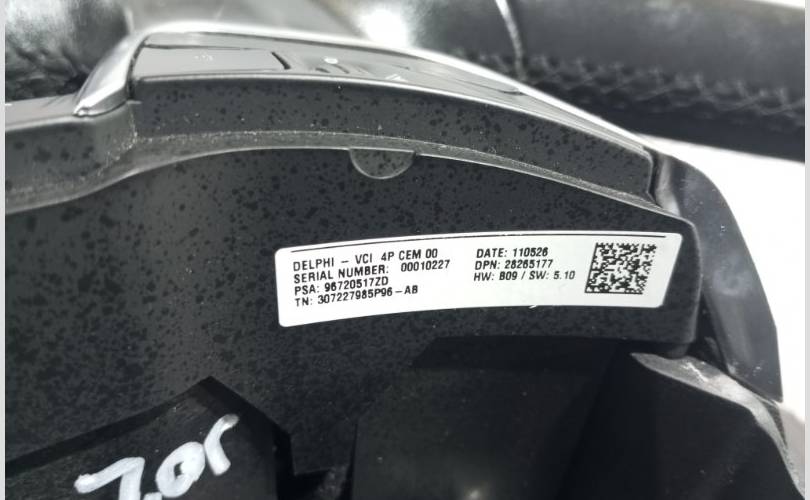 DELPHI - VCI 4P CEM 00
SERIAL NUMBER: 00010227
PSA: 96720517ZD
TN: 307227985P96-AB
DATE: 110526
DPN: 28265177
HW: B09 / SW: 5.10